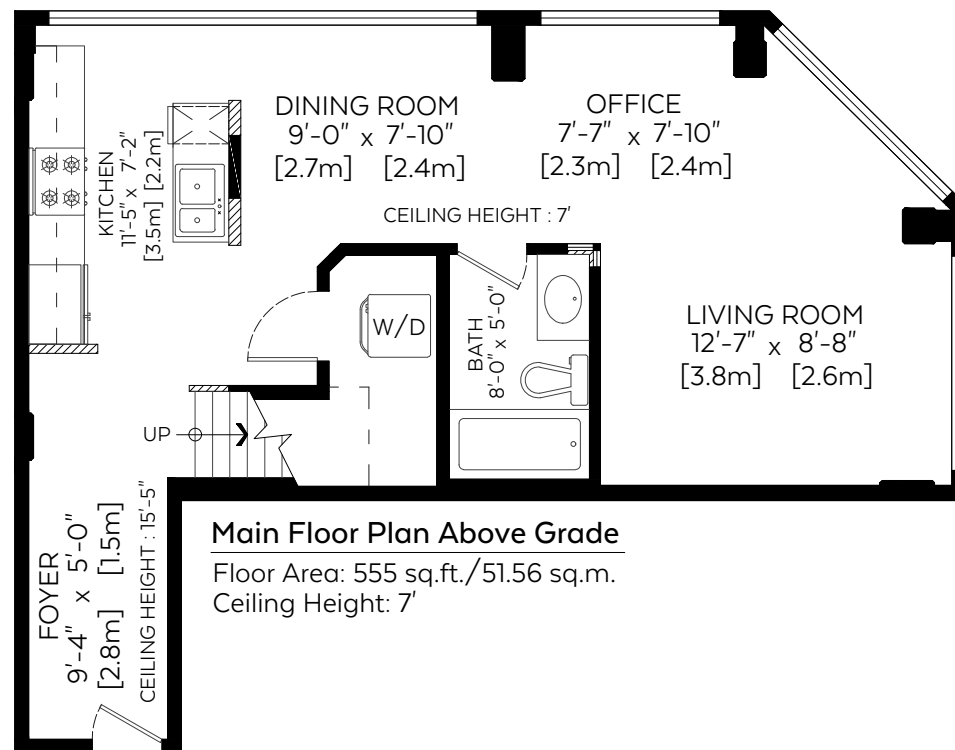 DINING ROOM
9'-0" x 7'-10"
[2.7m] [2.4m]
OFFICE
7'-7" x 7'-10"
[2.3m] [2.4m]
KITCHEN
11'-5" x 7'-2"
[3.5m] [2.2m]
CEILING HEIGHT : 7'
W/D
BATH
8'-0" x 5'-0"
LIVING ROOM
12'-7" x 8'-8"
[3.8m] [2.6m]
UP
FOYER
9'-4" x 5'-0"
[2.8m] [1.5m]
CEILING HEIGHT : 15'-5"
Main Floor Plan Above Grade
Floor Area: 555 sq.ft./51.56 sq.m.
Ceiling Height: 7'